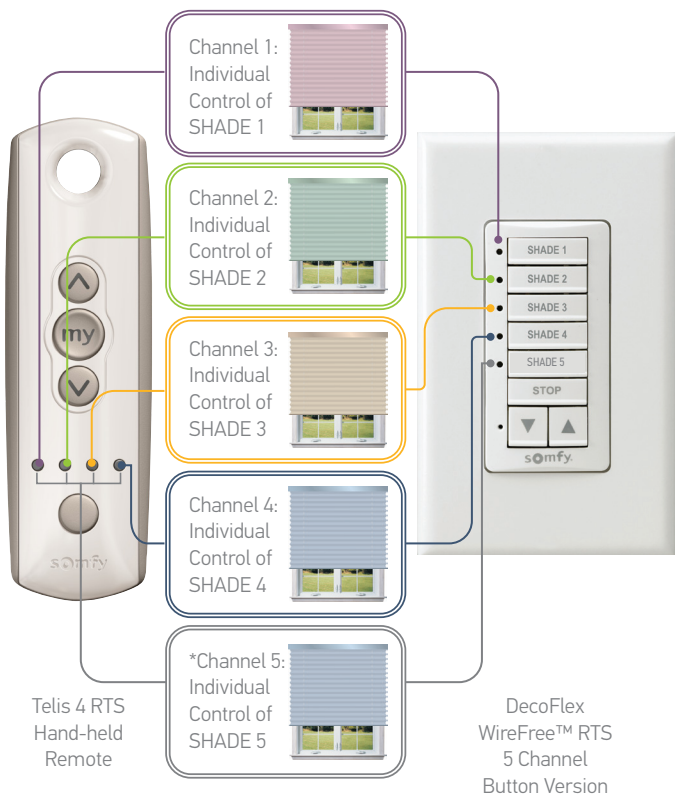 Channel 1:
Individual
Control of
SHADE 1
Channel 2:
Individual
Control of
SHADE 2
Channel 3:
Individual
Control of
SHADE 3
Channel 4:
Individual
Control of
SHADE 4
*Channel 5:
Individual
Control of
SHADE 5
my
somfy
Telis 4 RTS
Hand-held
Remote
SHADE 1
SHADE 2
SHADE 3
SHADE 4
SHADE 5
STOP
somfy.
DecoFlex
WireFree™ RTS
5 Channel
Button Version